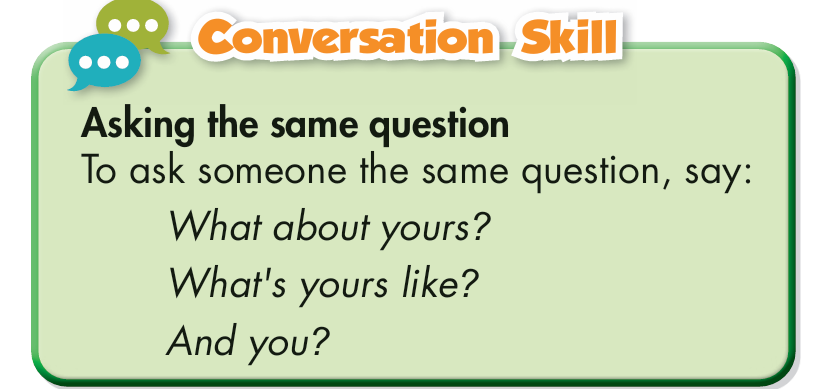 Conversation Skill
Asking the same question
To ask someone the same question, say:
What about yours?
What's yours like?
And you?